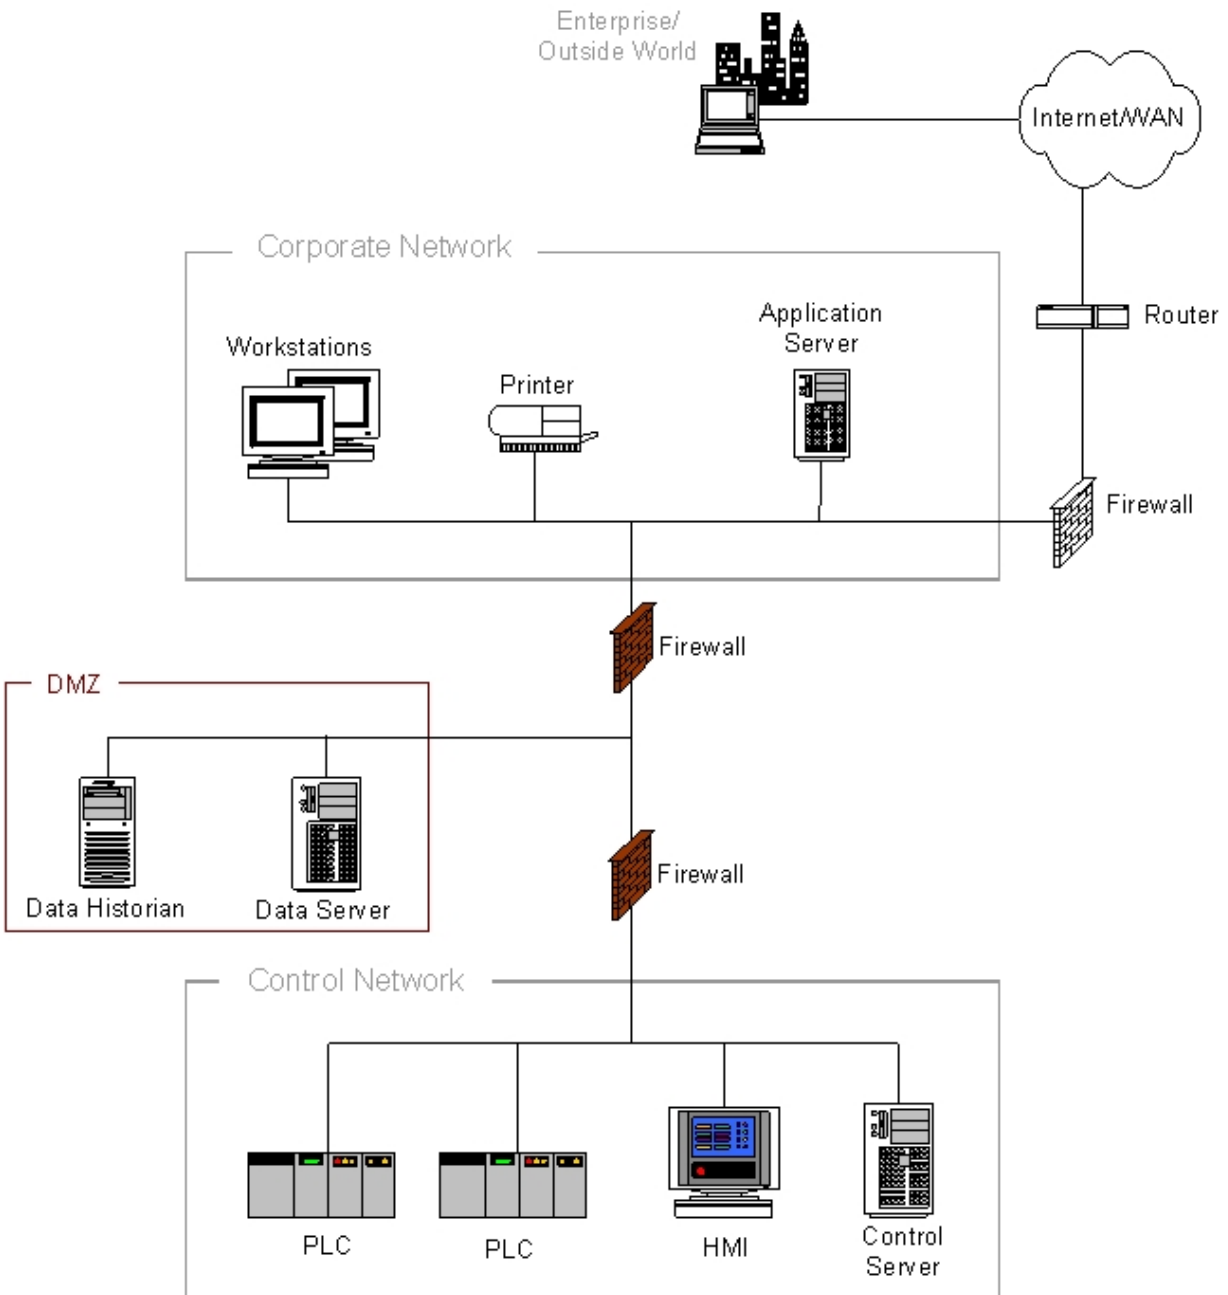 Enterprise/
Outside World
Internet/WAN
Corporate Network
Router
Application
Server
Workstations
Printer
Firewall
Firewall
DMZ
Data Historian
Data Server
Firewall
Control Network
PLC
PLC
HMI
Control
Server